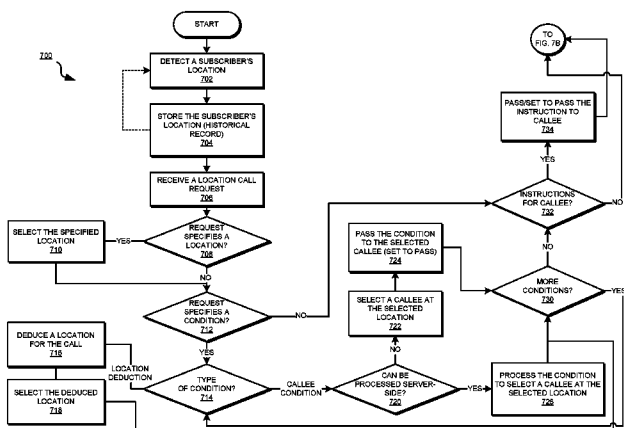 START
700
DETECT A SUBSCRIBER'S
LOCATION
702
STORE THE SUBSCRIBER'S
LOCATION (HISTORICAL
RECORD)
704
RECEIVE A LOCATION CALL
REQUEST
706
REQUEST
SPECIFIES A
LOCATION?
708
YES
SELECT THE SPECIFIED
LOCATION
710
NO
REQUEST
SPECIFIES A
CONDITION?
712
NO
YES
TYPE
OF CONDITION?
714
LOCATION
DEDUCTION
DEDUCE A LOCATION
FOR THE CALL
716
SELECT THE DEDUCED
LOCATION
718
CALLEE
CONDITION
CAN BE
PROCESSED SERVER-
SIDE?
720
NO
SELECT A CALLEE AT
THE SELECTED
LOCATION
722
PASS THE CONDITION
TO THE SELECTED
CALLEE (SET TO PASS)
724
YES
PROCESS THE CONDITION
TO SELECT A CALLEE AT THE
SELECTED LOCATION
726
MORE
CONDITIONS?
730
YES
NO
INSTRUCTIONS
FOR CALLEE?
732
NO
YES
PASS/SET TO PASS THE
INSTRUCTION TO
CALLEE
734
TO
FIG. 7B